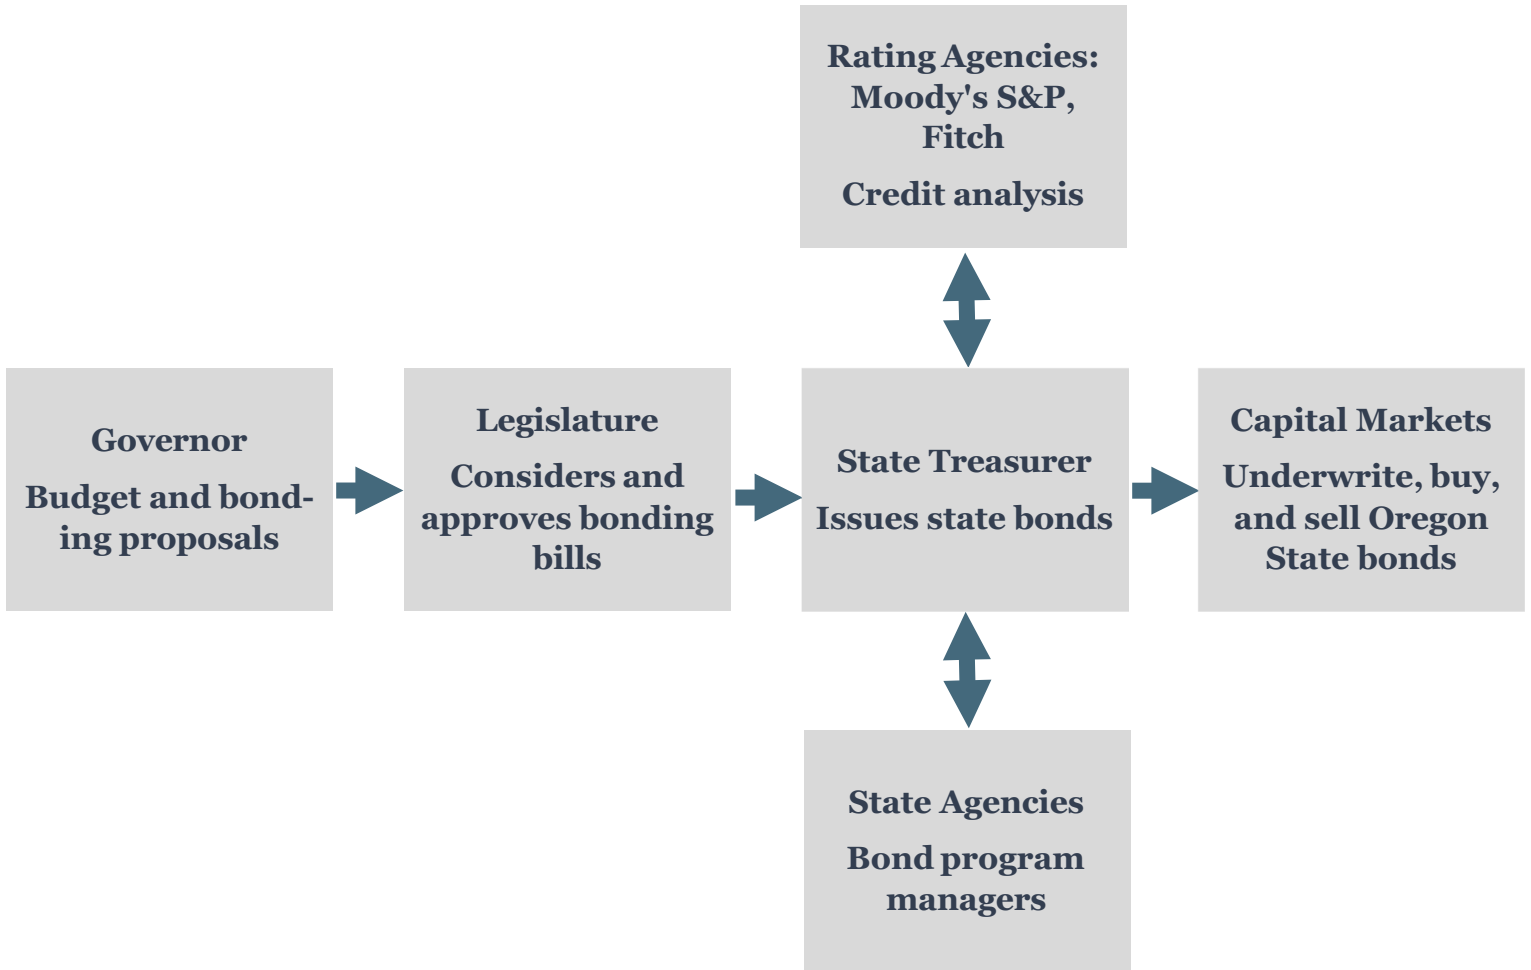 Rating Agencies:
Moody's S&P,
Fitch
Credit analysis
Governor
Budget and bond-
ing proposals
Legislature
Considers and
approves bonding
bills
State Treasurer
Issues state bonds
Capital Markets
Underwrite, buy,
and sell Oregon
State bonds
State Agencies
Bond program
managers